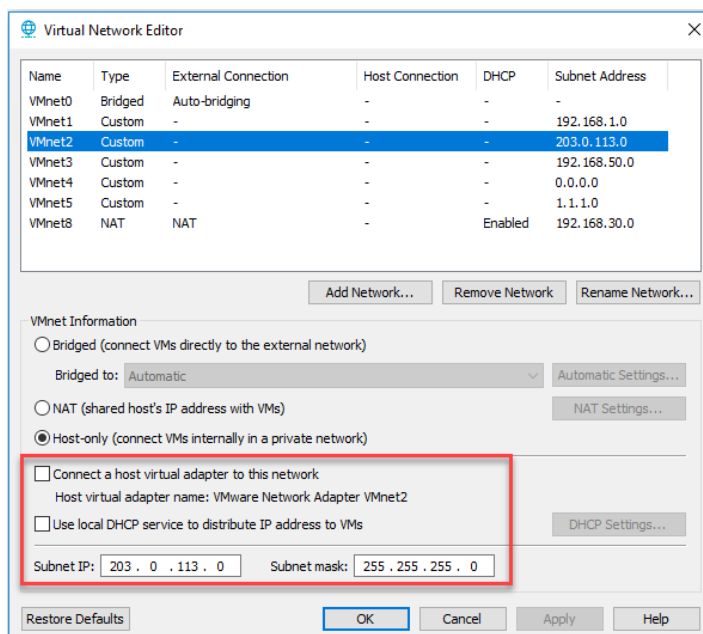 Virtual Network Editor
Name Type External Connection Host Connection DHCP Subnet Address
VMnet0 Bridged Auto-bridging - - -
VMnet1 Custom - - - 192.168.1.0
VMnet2 Custom - - - 203.0.113.0
VMnet3 Custom - - - 192.168.50.0
VMnet4 Custom - - - 0.0.0.0
VMnet5 Custom - - - 1.1.1.0
VMnet8 NAT NAT - Enabled 192.168.30.0
Add Network... Remove Network Rename Network...
VMnet Information
Bridged (connect VMs directly to the external network)
Bridged to: Automatic Automatic Settings...
NAT (shared host's IP address with VMs) NAT Settings...
Host-only (connect VMs internally in a private network)
Connect a host virtual adapter to this network
Host virtual adapter name: VMware Network Adapter VMnet2
Use local DHCP service to distribute IP address to VMs DHCP Settings...
Subnet IP: 203 . 0 . 113 . 0 Subnet mask: 255 . 255 . 255 . 0
Restore Defaults OK Cancel Apply Help